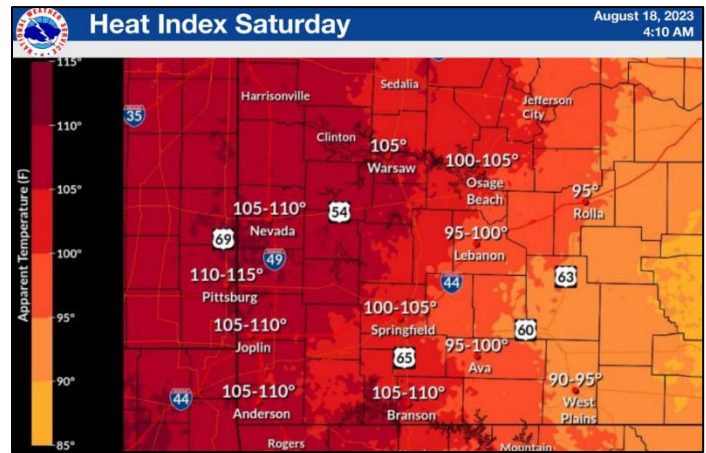 NATIONAL WEATHER SERVICE
Heat Index Saturday
August 18, 2023
4:10 AM
Apparent Temperature (F)
115°
110°
105°
100°
95°
90°
85°
35
Harrisonville
Sedalia
Jefferson
City
Clinton
105°
Warsaw
100-105°
Osage
Beach
95°
Rolla
105-110°
Nevada
54
69
49
95-100°
Lebanon
44
63
110-115°
Pittsburg
100-105°
Springfield
60
105-110°
Joplin
65
95-100°
Ava
90-95°
West
Plains
44
105-110°
Anderson
105-110°
Branson
Rogers
Mountain